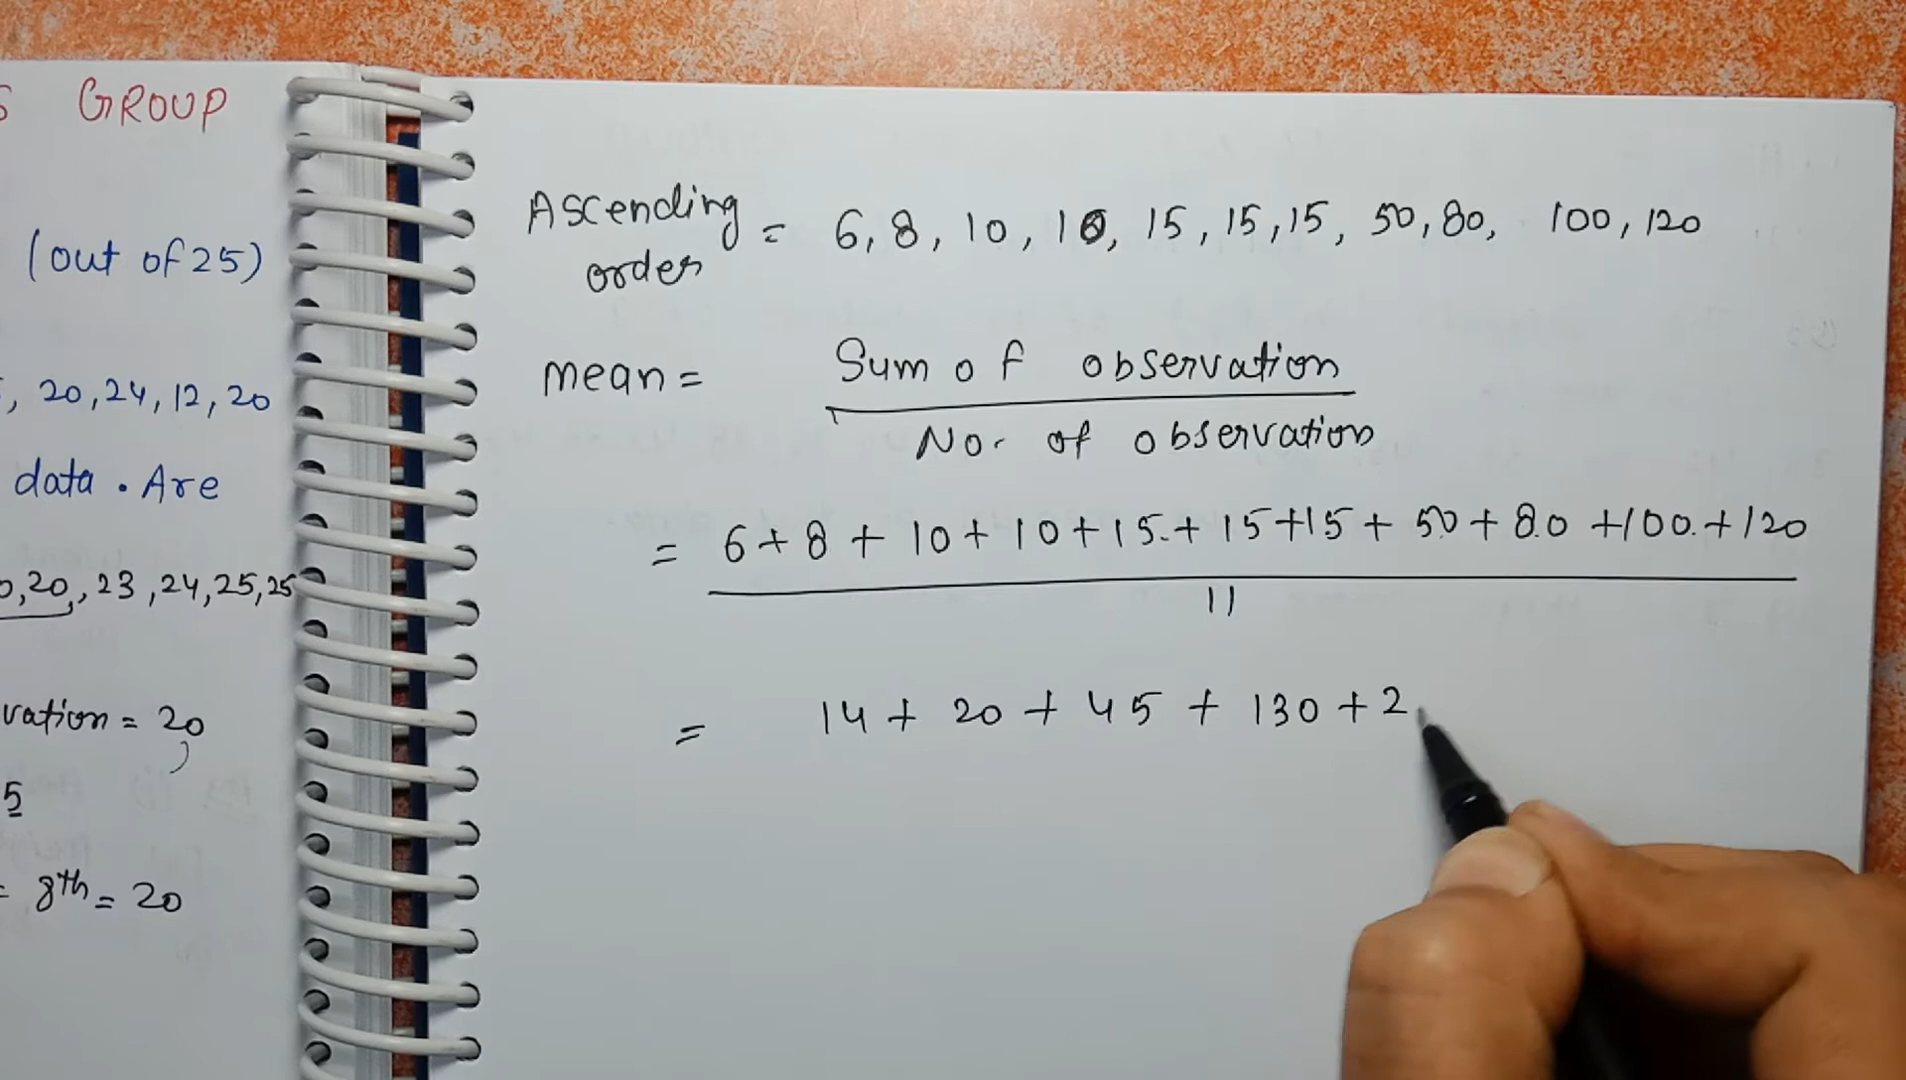 GROUP
(out of 25)
, 20, 24, 12, 20
data. Are
20, 23, 24, 25, 25
vation = 20
5
= 8th = 20
Ascending order = 6, 8, 10, 10, 15, 15, 15, 50, 80, 100, 120
mean = Sum of observation
No. of observation
= 6 + 8 + 10 + 10 + 15 + 15 + 15 + 50 + 80 + 100 + 120
11
= 14 + 20 + 45 + 130 + 2